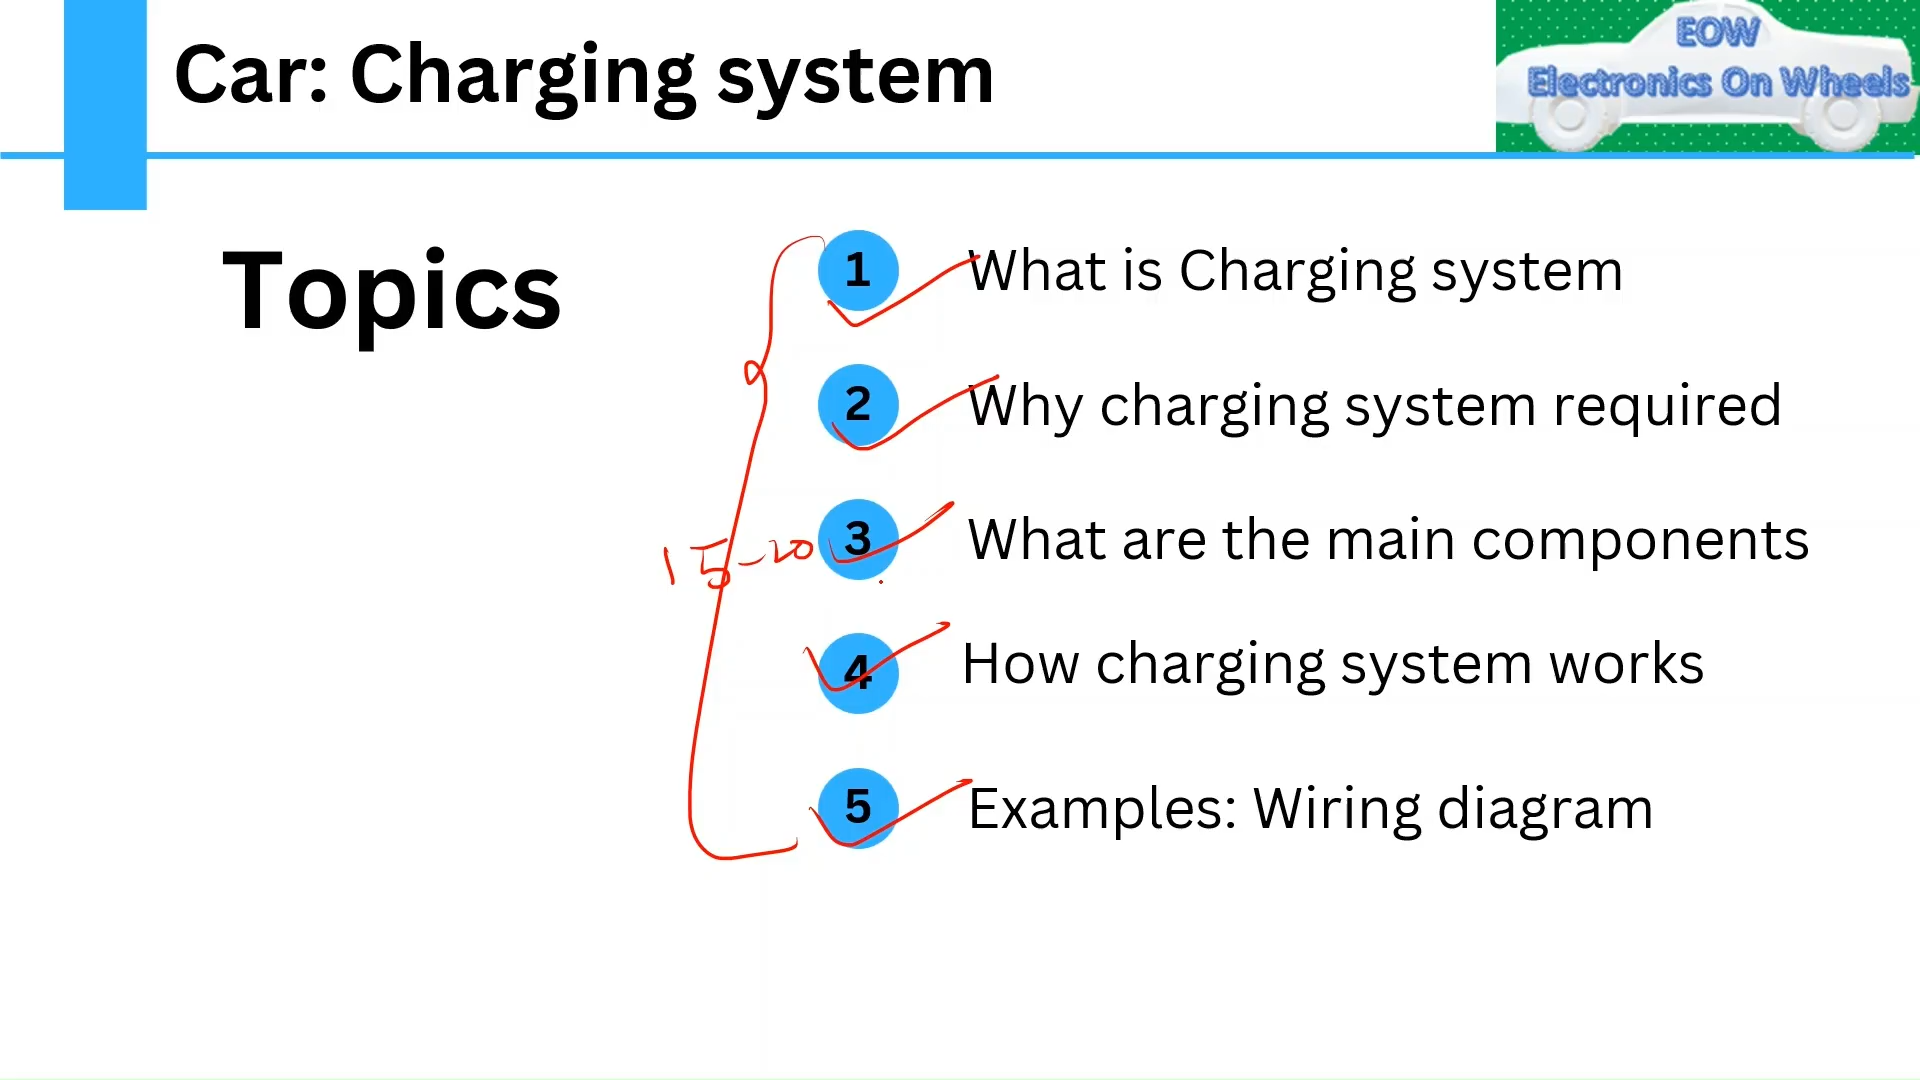 Car: Charging system
EOW
Electronics On Wheels
Topics
1 What is Charging system
2 Why charging system required
15-20
3 What are the main components
4 How charging system works
5 Examples: Wiring diagram